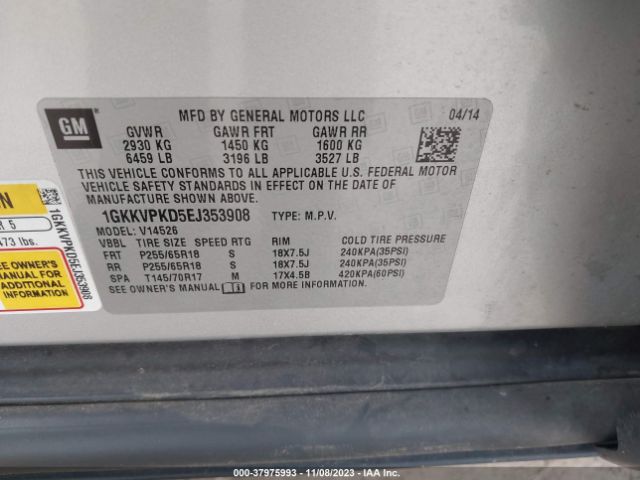 MFD BY GENERAL MOTORS LLC 04/14
GM
GVWR GAWR FRT GAWR RR
2930 KG 1450 KG 1600 KG
6459 LB 3196 LB 3527 LB
THIS VEHICLE CONFORMS TO ALL APPLICABLE U.S. FEDERAL MOTOR
VEHICLE SAFETY STANDARDS IN EFFECT ON THE DATE OF
MANUFACTURE SHOWN ABOVE.
1GKKVPKD5EJ353908 TYPE: M.P.V.
MODEL: V14526
VBBL TIRE SIZE SPEED RTG RIM COLD TIRE PRESSURE
FRT P255/65R18 S 18X7.5J 240KPA(35PSI)
RR P255/65R18 S 18X7.5J 240KPA(35PSI)
SPA T145/70R17 M 17X4.5B 420KPA(60PSI)
SEE OWNER'S MANUAL FOR MORE INFORMATION.
5
473 lbs.
SEE OWNER'S
MANUAL FOR
ADDITIONAL
INFORMATION
1GKKVPKD5EJ353908
000-37975993 - 11/08/2023 - IAA Inc.